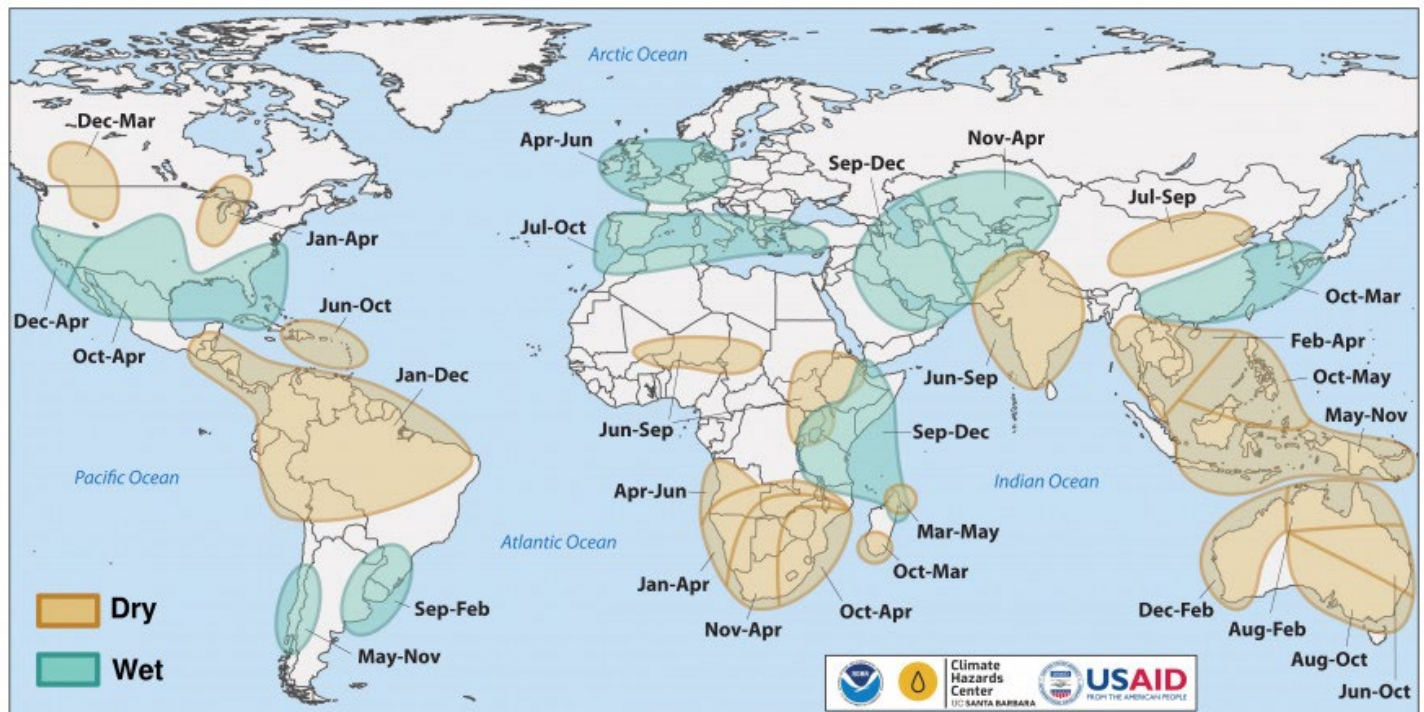 Arctic Ocean
Dec-Mar
Apr-Jun
Nov-Apr
Sep-Dec
Jul-Sep
Jul-Oct
Jan-Apr
Oct-Mar
Jun-Oct
Dec-Apr
Oct-Apr
Feb-Apr
Jan-Dec
Jun-Sep
Oct-May
May-Nov
Jun-Sep
Sep-Dec
Pacific Ocean
Indian Ocean
Apr-Jun
Mar-May
Atlantic Ocean
Oct-Mar
Jan-Apr
Dry
Sep-Feb
Oct-Apr
Dec-Feb
Nov-Apr
Aug-Feb
May-Nov
Wet
Aug-Oct
Jun-Oct
NOAA
Climate
Hazards
Center
UC SANTA BARBARA
USAID
FROM THE AMERICAN PEOPLE